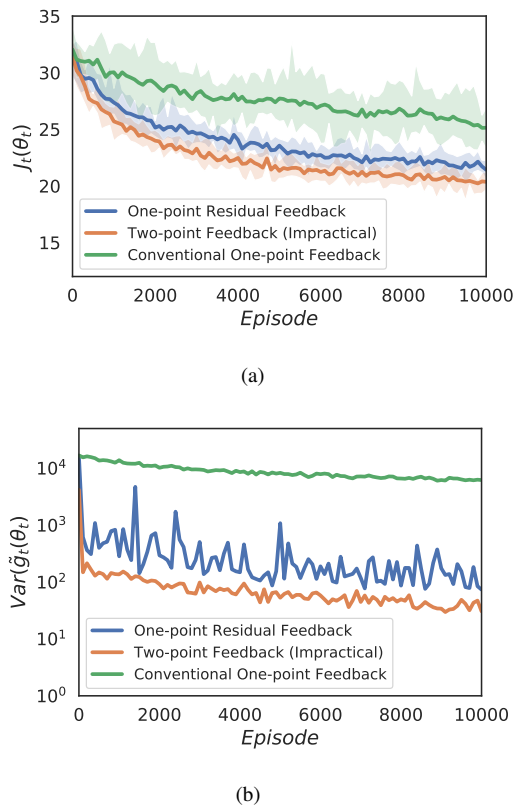 35
30
25
20
15
J_t(θ_t)
One-point Residual Feedback
Two-point Feedback (Impractical)
Conventional One-point Feedback
0 2000 4000 6000 8000 10000
Episode
(a)
10^4
10^3
10^2
10^1
10^0
Var(g̃_t(θ_t)
One-point Residual Feedback
Two-point Feedback (Impractical)
Conventional One-point Feedback
0 2000 4000 6000 8000 10000
Episode
(b)